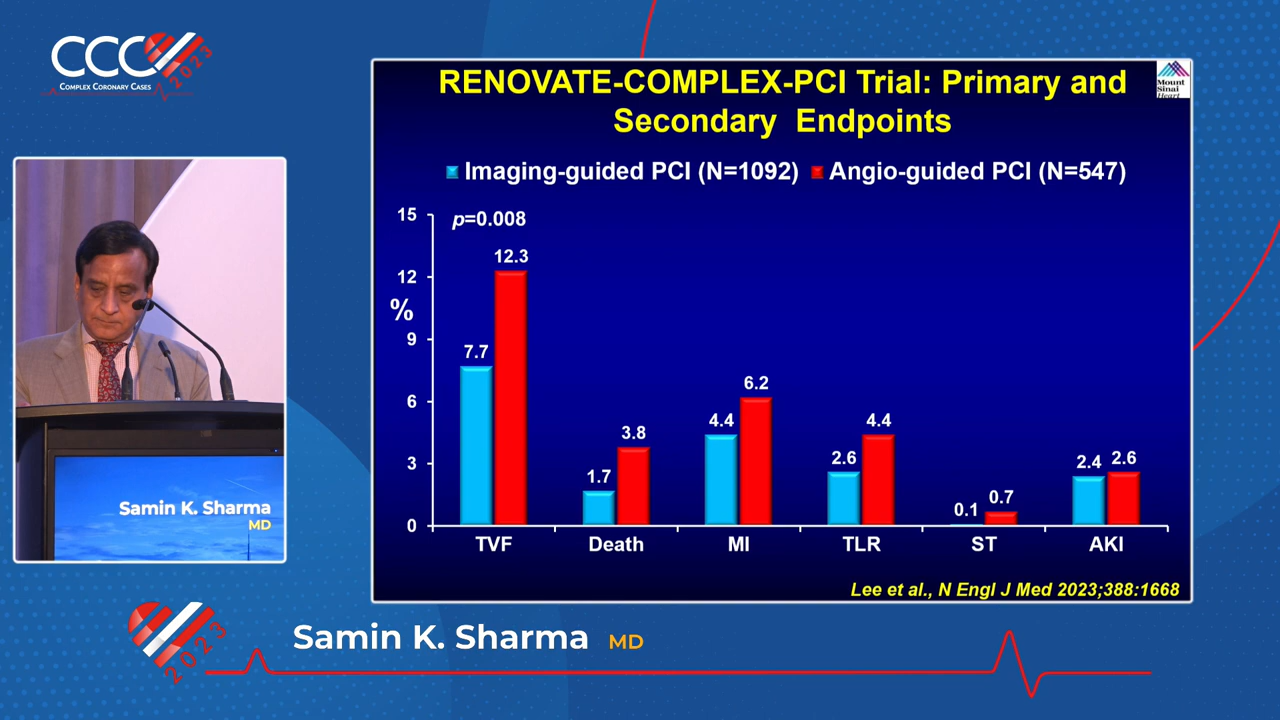 CCC
2023
COMPLEX CORONARY CASES
RENOVATE-COMPLEX-PCI Trial: Primary and
Secondary Endpoints
Mount
Sinai
Heart
Imaging-guided PCI (N=1092) Angio-guided PCI (N=547)
p=0.008
%
15
12
9
6
3
0
7.7 12.3
1.7 3.8
4.4 6.2
2.6 4.4
0.1 0.7
2.4 2.6
TVF Death MI TLR ST AKI
Lee et al., N Engl J Med 2023;388:1668
Samin K. Sharma
MD
2023
Samin K. Sharma MD